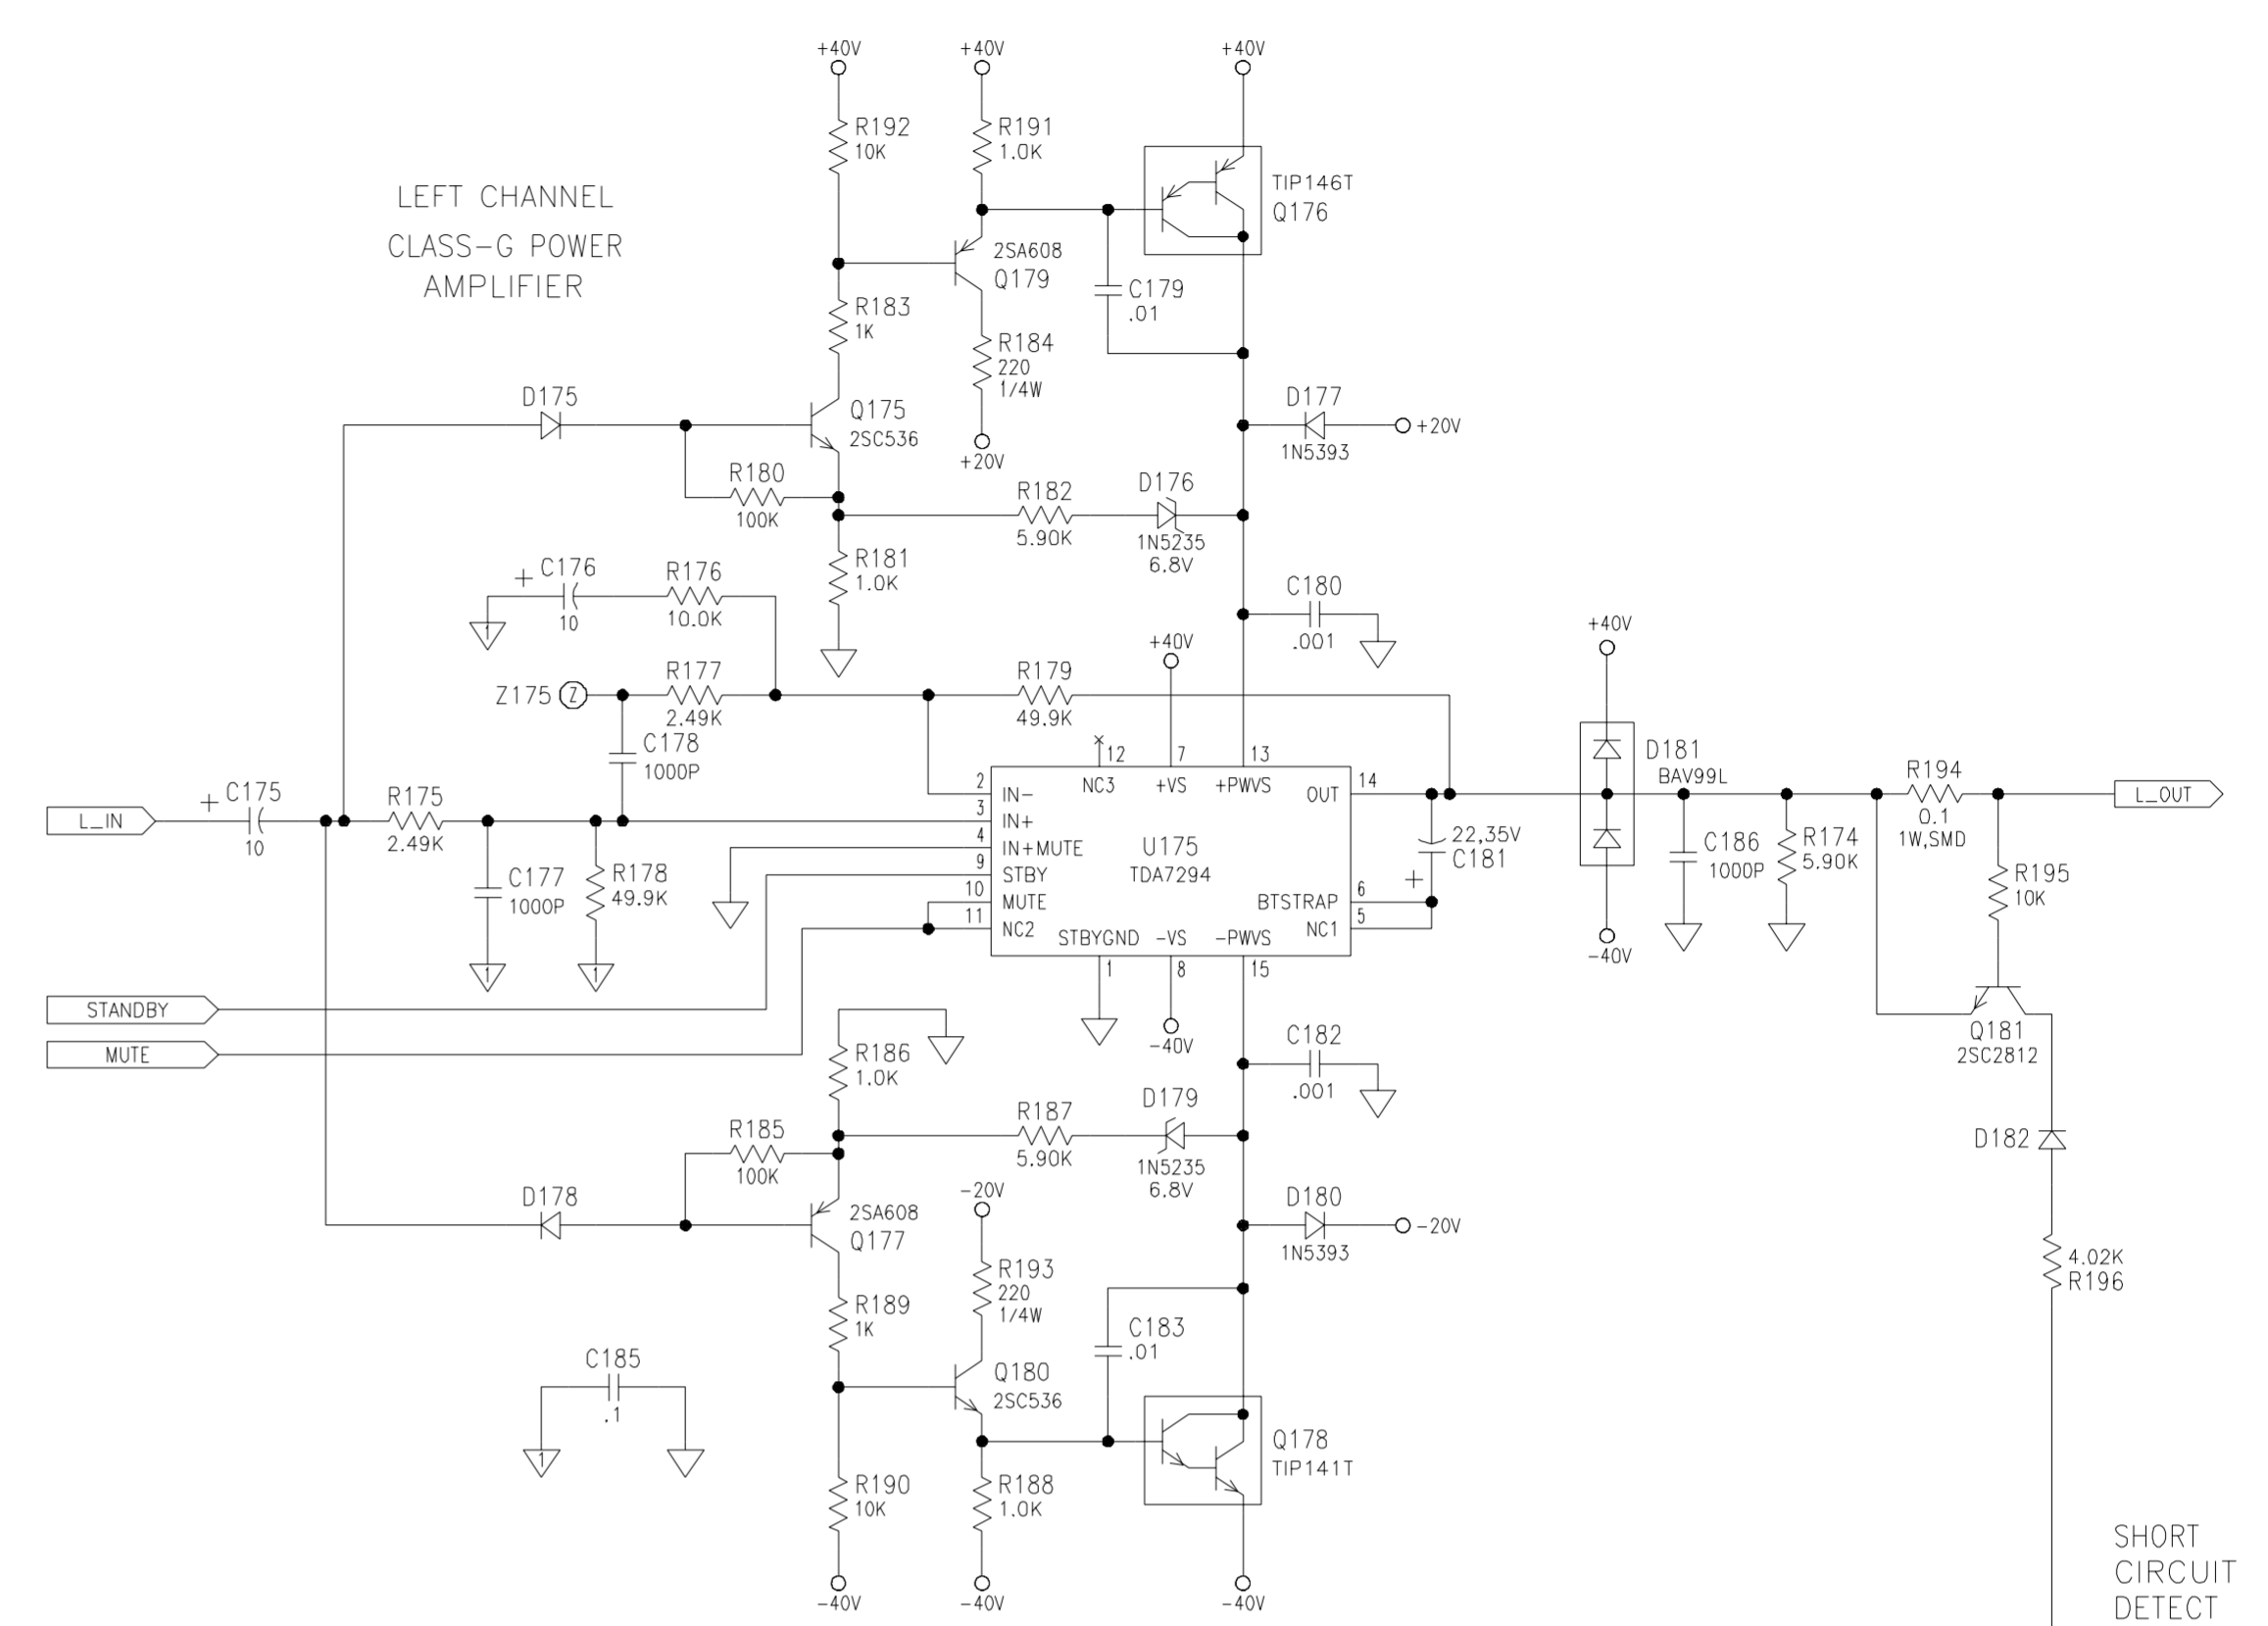 +40V
+40V
+40V
R192
10K
R191
1.0K
TIP146T
Q176
LEFT CHANNEL
CLASS-G POWER
AMPLIFIER
2SA608
Q179
C179
.01
R183
1K
R184
220
1/4W
D175
Q175
2SC536
+20V
D177
1N5393
+20V
R180
100K
R182
5.90K
D176
1N5235
6.8V
R181
1.0K
+ C176
10
R176
10.0K
1
C180
.001
+40V
+40V
Z175 Z
R177
2.49K
R179
49.9K
C178
1000P
12
7
13
D181
BAV99L
L_IN
+ C175
10
R175
2.49K
2
3
4
9
10
11
IN-
IN+
IN+MUTE
STBY
MUTE
NC2
NC3
+VS
+PWVS
OUT
U175
TDA7294
BTSTRAP
NC1
STBYGND
-VS
-PWVS
14
6
5
1
8
15
22,35V
C181
+
R194
0.1
1W,SMD
L_OUT
C177
1000P
R178
49.9K
1
1
C186
1000P
R174
5.90K
R195
10K
-40V
STANDBY
MUTE
-40V
Q181
2SC2812
R186
1.0K
C182
.001
R185
100K
R187
5.90K
D179
1N5235
6.8V
D182
D178
2SA608
Q177
-20V
D180
1N5393
-20V
R193
220
1/4W
4.02K
R196
R189
1K
C183
.01
C185
.1
1
Q180
2SC536
Q178
TIP141T
R190
10K
R188
1.0K
-40V
-40V
-40V
SHORT
CIRCUIT
DETECT